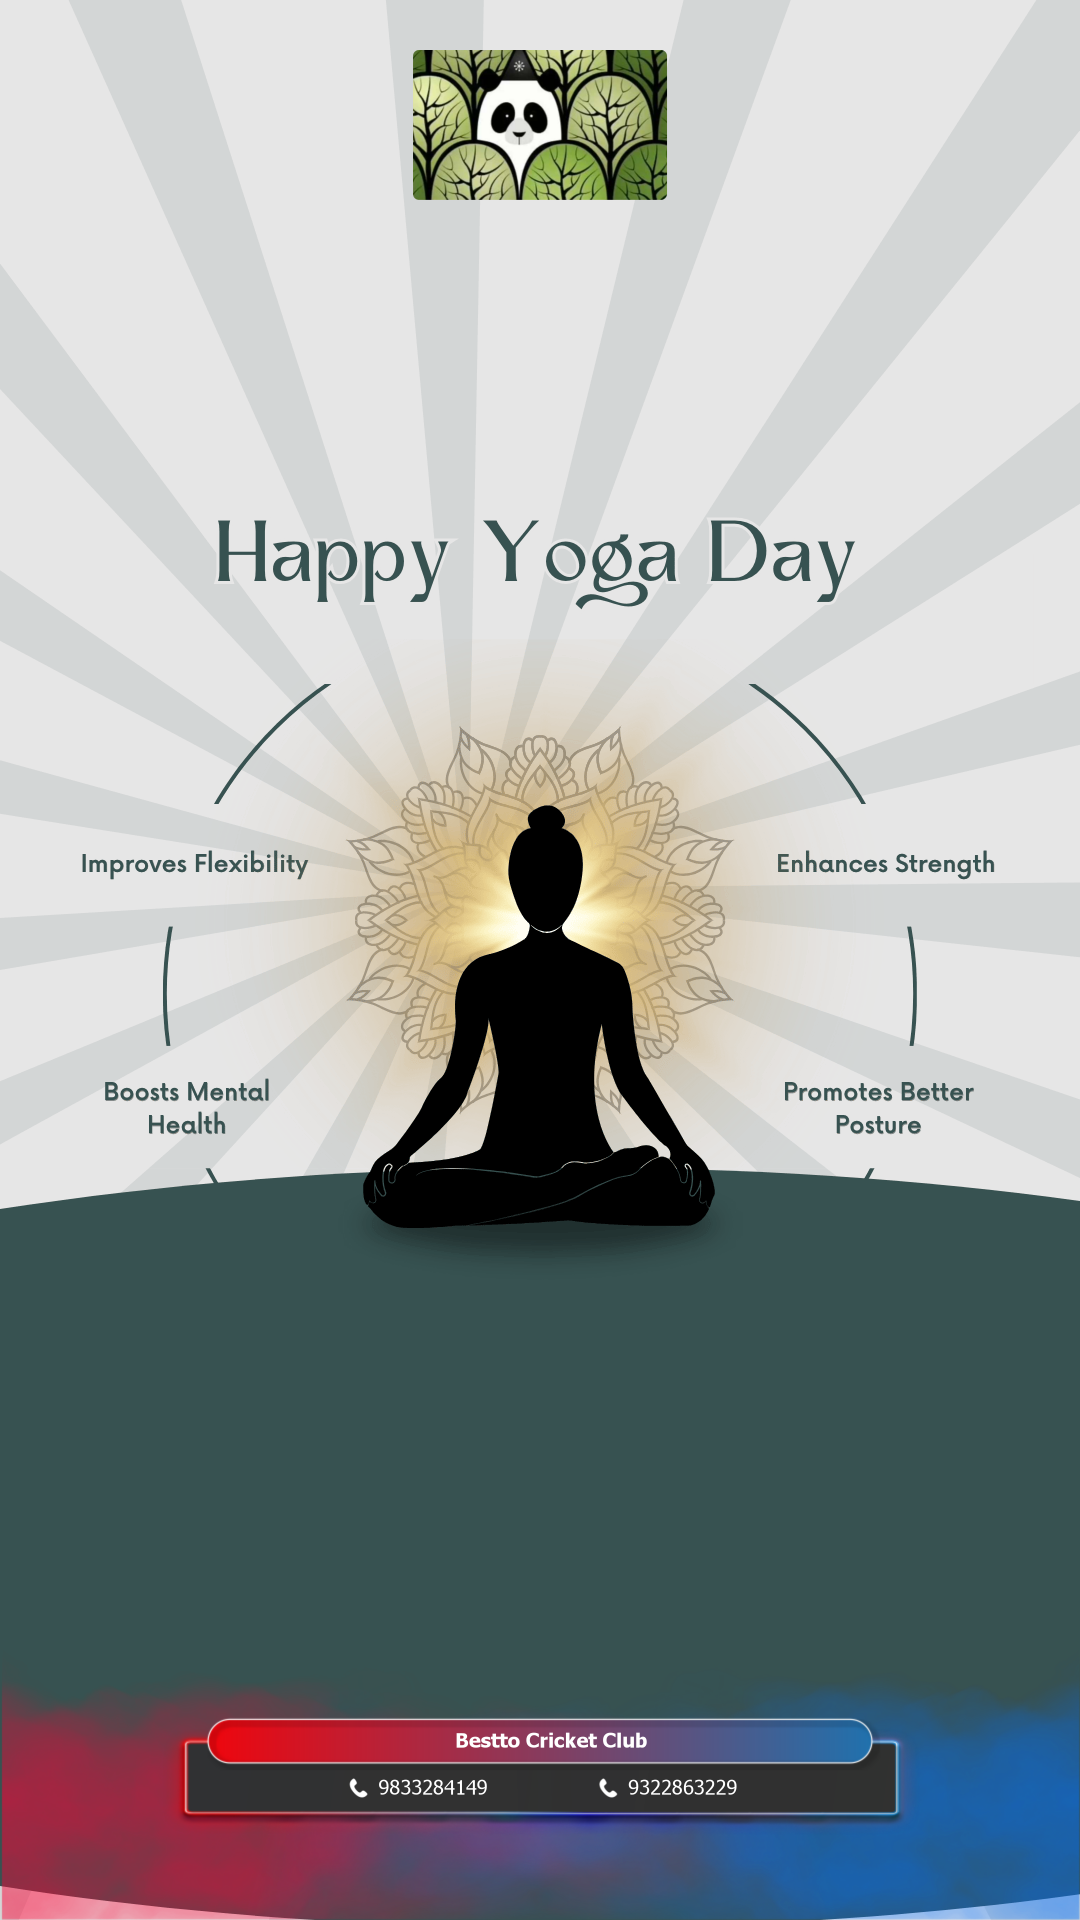 Happy Yoga Day
Improves Flexibility
Enhances Strength
Boosts Mental
Health
Promotes Better
Posture
Bestto Cricket Club
9833284149
9322863229